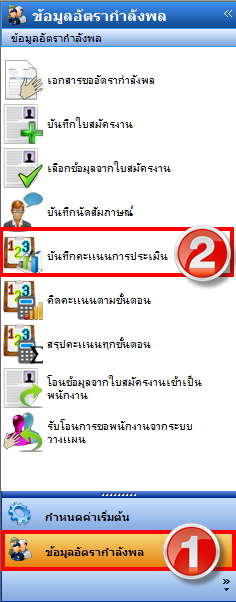 ข้อมูลอัตรากำลังพล «
ข้อมูลอัตรากำลังพล
เอกสารขออัตรากำลังพล
บันทึกใบสมัครงาน
เลือกข้อมูลจากใบสมัครงาน
บันทึกนัดสัมภาษณ์
บันทึกคะแนนการประเมิน
2
คิดคะแนนตามขั้นตอน
สรุปคะแนนทุกขั้นตอน
โอนข้อมูลจากใบสมัครงานเข้าเป็น
พนักงาน
รับโอนการขอพนักงานจากระบบ
วางแผน
กำหนดค่าเริ่มต้น
ข้อมูลอัตรากำลังพล
1
»